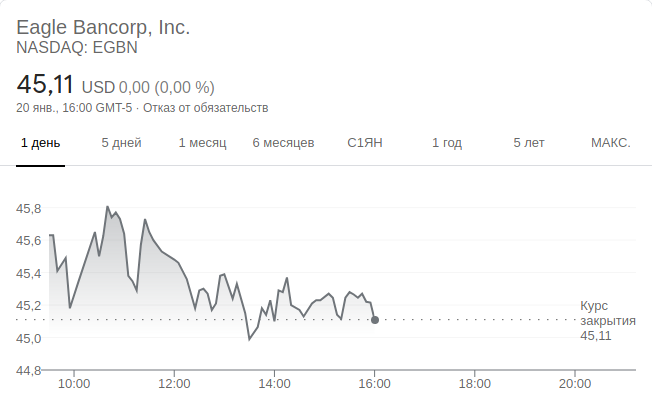 Eagle Bancorp, Inc.
NASDAQ: EGBN
45,11 USD 0,00 (0,00 %)
20 янв., 16:00 GMT-5 · Отказ от обязательств
1 день 5 дней 1 месяц 6 месяцев С1ЯН 1 год 5 лет МАКС.
45,8
45,6
45,4
45,2
45,0
44,8
Курс
закрытия
45,11
10:00 12:00 14:00 16:00 18:00 20:00